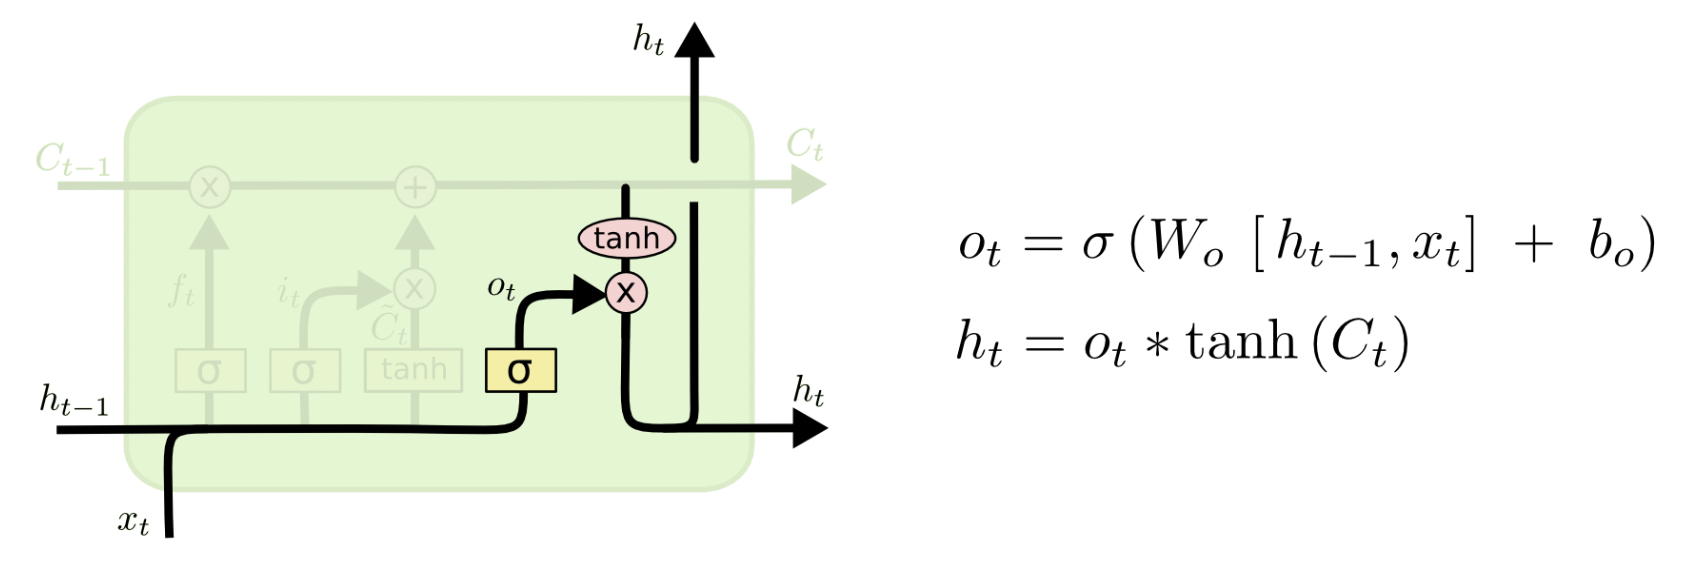 h_t
C_{t-1}
C_t
x
+
tanh
f_t
i_t
x
o_t
x
C̃_t
σ
σ
tanh
σ
h_{t-1}
h_t
x_t
o_t = σ (W_o [h_{t-1}, x_t] + b_o)
h_t = o_t * tanh (C_t)